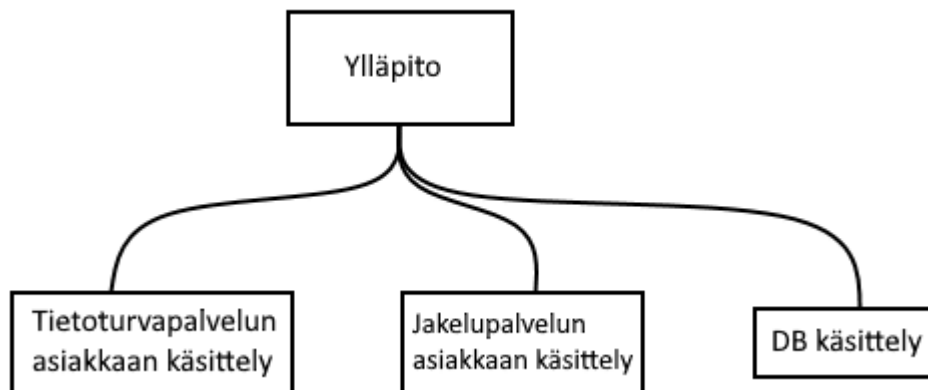 Ylläpito
Tietoturvapalvelun
asiakkaan käsittely
Jakelupalvelun
asiakkaan käsittely
DB käsittely